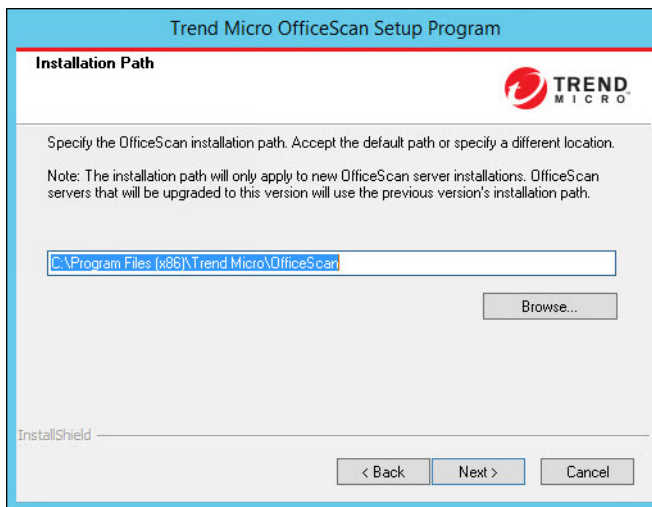 Trend Micro OfficeScan Setup Program
Installation Path
TREND
MICRO
Specify the OfficeScan installation path. Accept the default path or specify a different location.
Note: The installation path will only apply to new OfficeScan server installations. OfficeScan
servers that will be upgraded to this version will use the previous version's installation path.
C:\Program Files (x86)\Trend Micro\OfficeScan
Browse...
InstallShield
< Back Next > Cancel